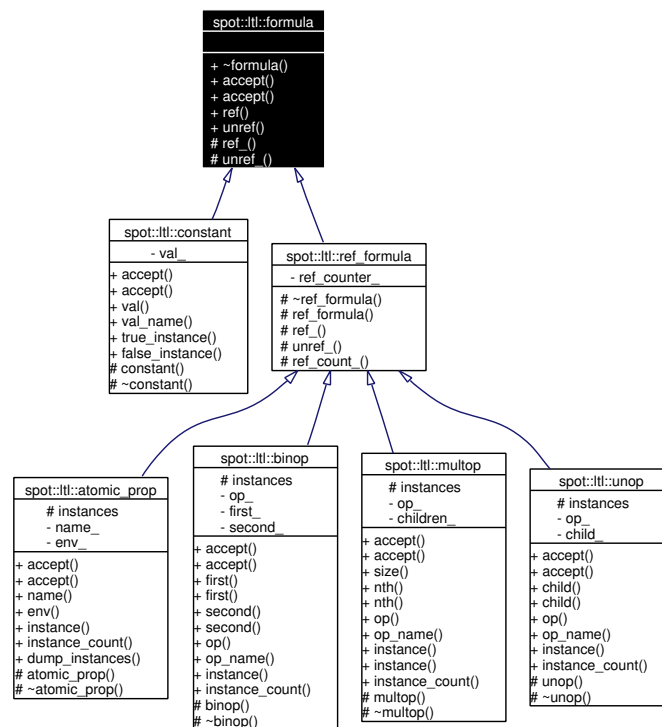 spot::ltl::formula
+ ~formula()
+ accept()
+ accept()
+ ref()
+ unref()
# ref_()
# unref_()
spot::ltl::constant
- val_
+ accept()
+ accept()
+ val()
+ val_name()
+ true_instance()
+ false_instance()
# constant()
# ~constant()
spot::ltl::ref_formula
- ref_counter_
# ~ref_formula()
# ref_formula()
# ref_()
# unref_()
# ref_count_()
spot::ltl::atomic_prop
# instances
- name_
- env_
+ accept()
+ accept()
+ name()
+ env()
+ instance()
+ instance_count()
+ dump_instances()
# atomic_prop()
# ~atomic_prop()
spot::ltl::binop
# instances
- op_
- first_
- second_
+ accept()
+ accept()
+ first()
+ first()
+ second()
+ second()
+ op()
+ op_name()
+ instance()
+ instance_count()
# binop()
# ~binop()
spot::ltl::multop
# instances
- op_
- children_
+ accept()
+ accept()
+ size()
+ nth()
+ nth()
+ op()
+ op_name()
+ instance()
+ instance()
+ instance_count()
# multop()
# ~multop()
spot::ltl::unop
# instances
- op_
- child_
+ accept()
+ accept()
+ child()
+ child()
+ op()
+ op_name()
+ instance()
+ instance_count()
# unop()
# ~unop()